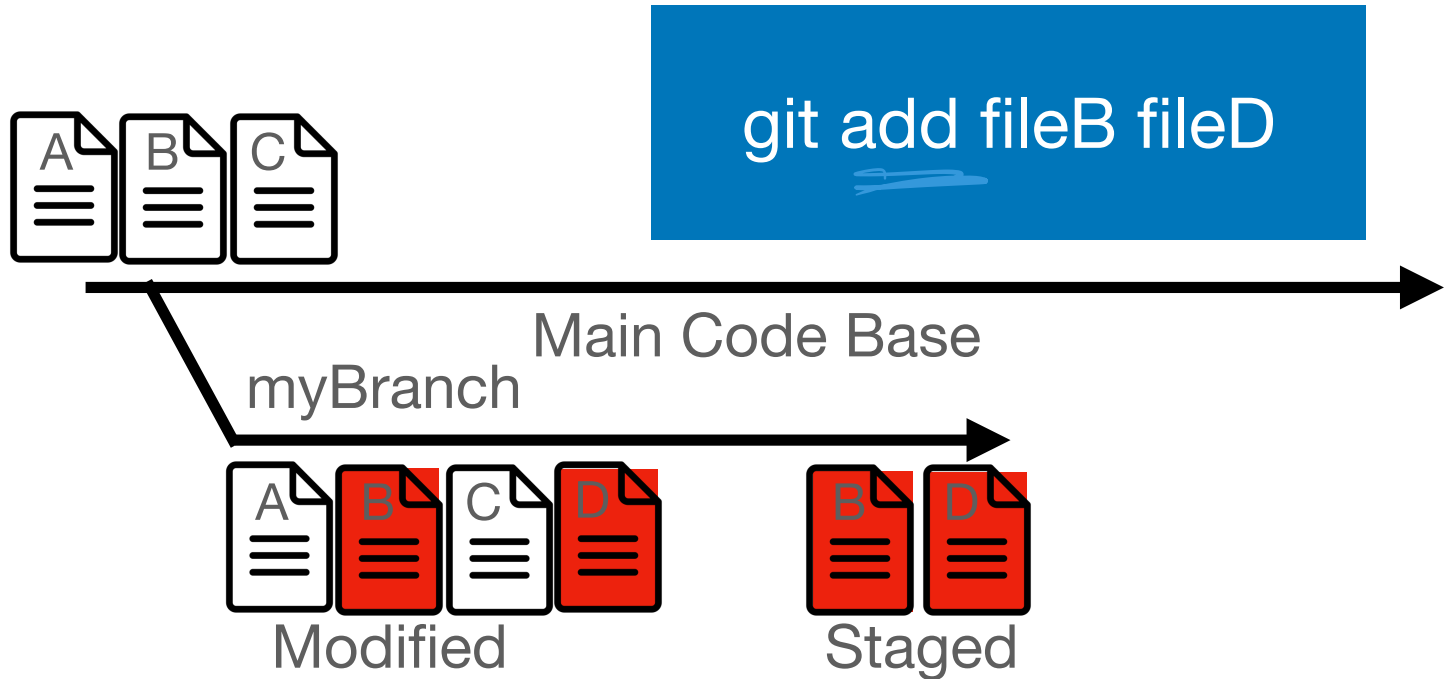 git add fileB fileD
A B C
Main Code Base
myBranch
A B C D B D
Modified Staged